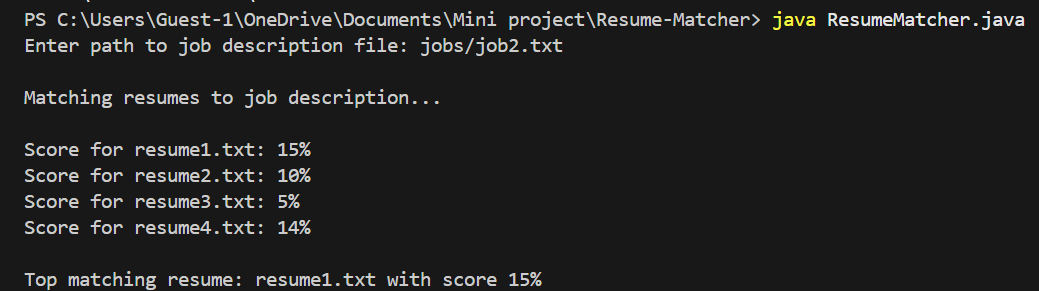 PS C:\Users\Guest-1\OneDrive\Documents\Mini project\Resume-Matcher> java ResumeMatcher.java
Enter path to job description file: jobs/job2.txt
Matching resumes to job description...
Score for resume1.txt: 15%
Score for resume2.txt: 10%
Score for resume3.txt: 5%
Score for resume4.txt: 14%
Top matching resume: resume1.txt with score 15%